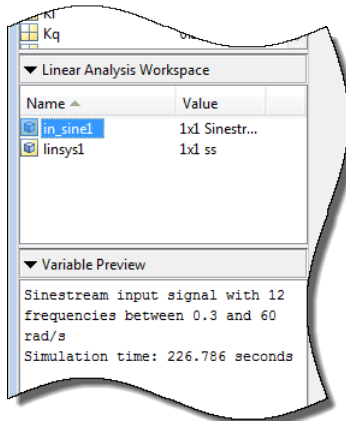 Kq
▼ Linear Analysis Workspace
Name Value
in_sine1 1x1 Sinestr...
linsys1 1x1 ss
▼ Variable Preview
Sinestream input signal with 12
frequencies between 0.3 and 60
rad/s
Simulation time: 226.786 seconds